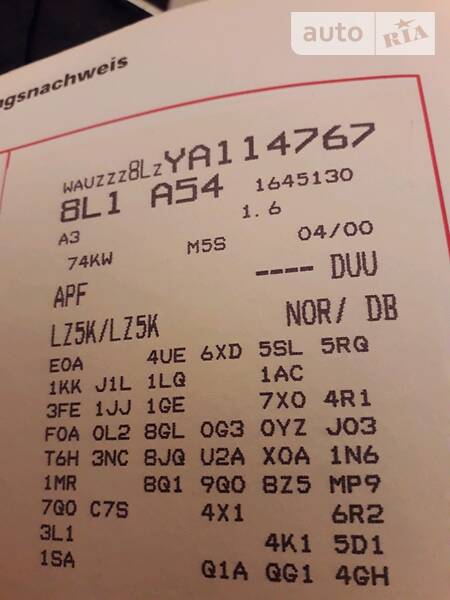 auto RIA
ngsnachweis
WAUZZZ8LZYA114767
8L1 A54 1645130
A3 1.6
74KW M5S 04/00
APF ---- DUU
LZ5K/LZ5K NOR/ DB
E0A 4UE 6XD 5SL 5RQ
1KK J1L 1LQ 1AC
3FE 1JJ 1GE 7X0 4R1
F0A 0L2 8GL 0G3 0YZ J03
T6H 3NC 8JQ U2A X0A 1N6
1MR 8Q1 9Q0 8Z5 MP9
7Q0 C7S 4X1 6R2
3L1 4K1 5D1
1SA Q1A QG1 4GH